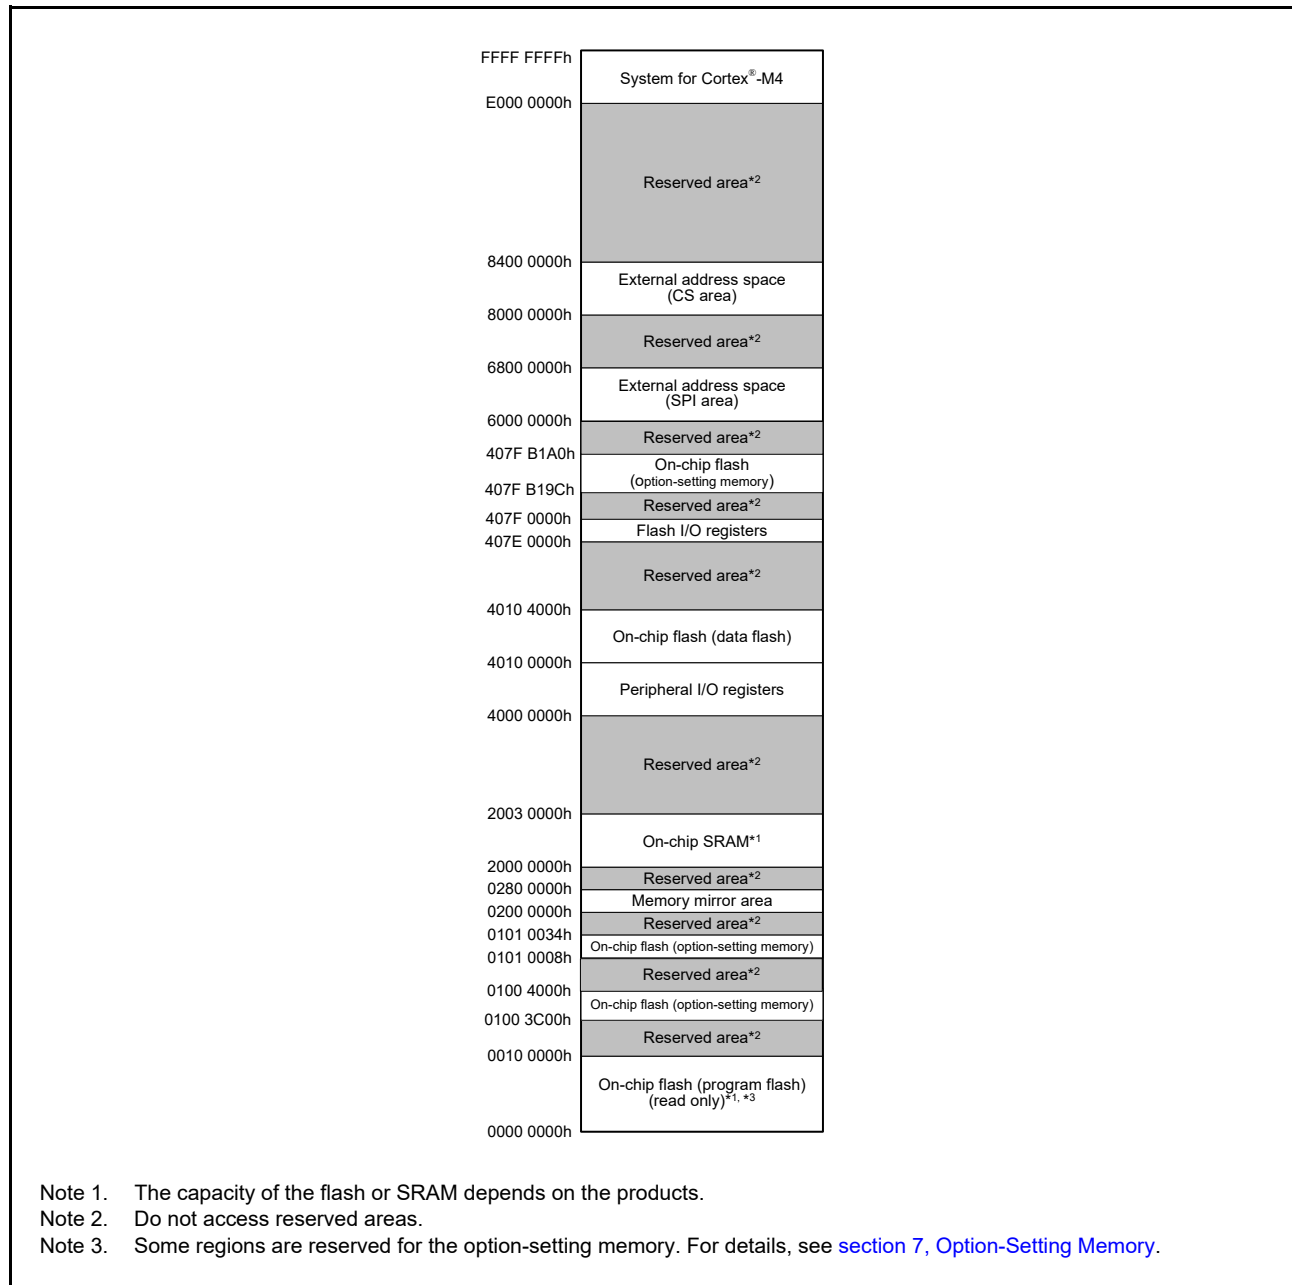 FFFF FFFFh
System for Cortex®-M4
E000 0000h
Reserved area*2
8400 0000h
External address space
(CS area)
8000 0000h
Reserved area*2
6800 0000h
External address space
(SPI area)
6000 0000h
Reserved area*2
407F B1A0h
On-chip flash
(option-setting memory)
407F B19Ch
Reserved area*2
407F 0000h
Flash I/O registers
407E 0000h
Reserved area*2
4010 4000h
On-chip flash (data flash)
4010 0000h
Peripheral I/O registers
4000 0000h
Reserved area*2
2003 0000h
On-chip SRAM*1
2000 0000h
Reserved area*2
0280 0000h
Memory mirror area
0200 0000h
Reserved area*2
0101 0034h
On-chip flash (option-setting memory)
0101 0008h
Reserved area*2
0100 4000h
On-chip flash (option-setting memory)
0100 3C00h
Reserved area*2
0010 0000h
On-chip flash (program flash)
(read only)*1, *3
0000 0000h
Note 1. The capacity of the flash or SRAM depends on the products.
Note 2. Do not access reserved areas.
Note 3. Some regions are reserved for the option-setting memory. For details, see section 7, Option-Setting Memory.